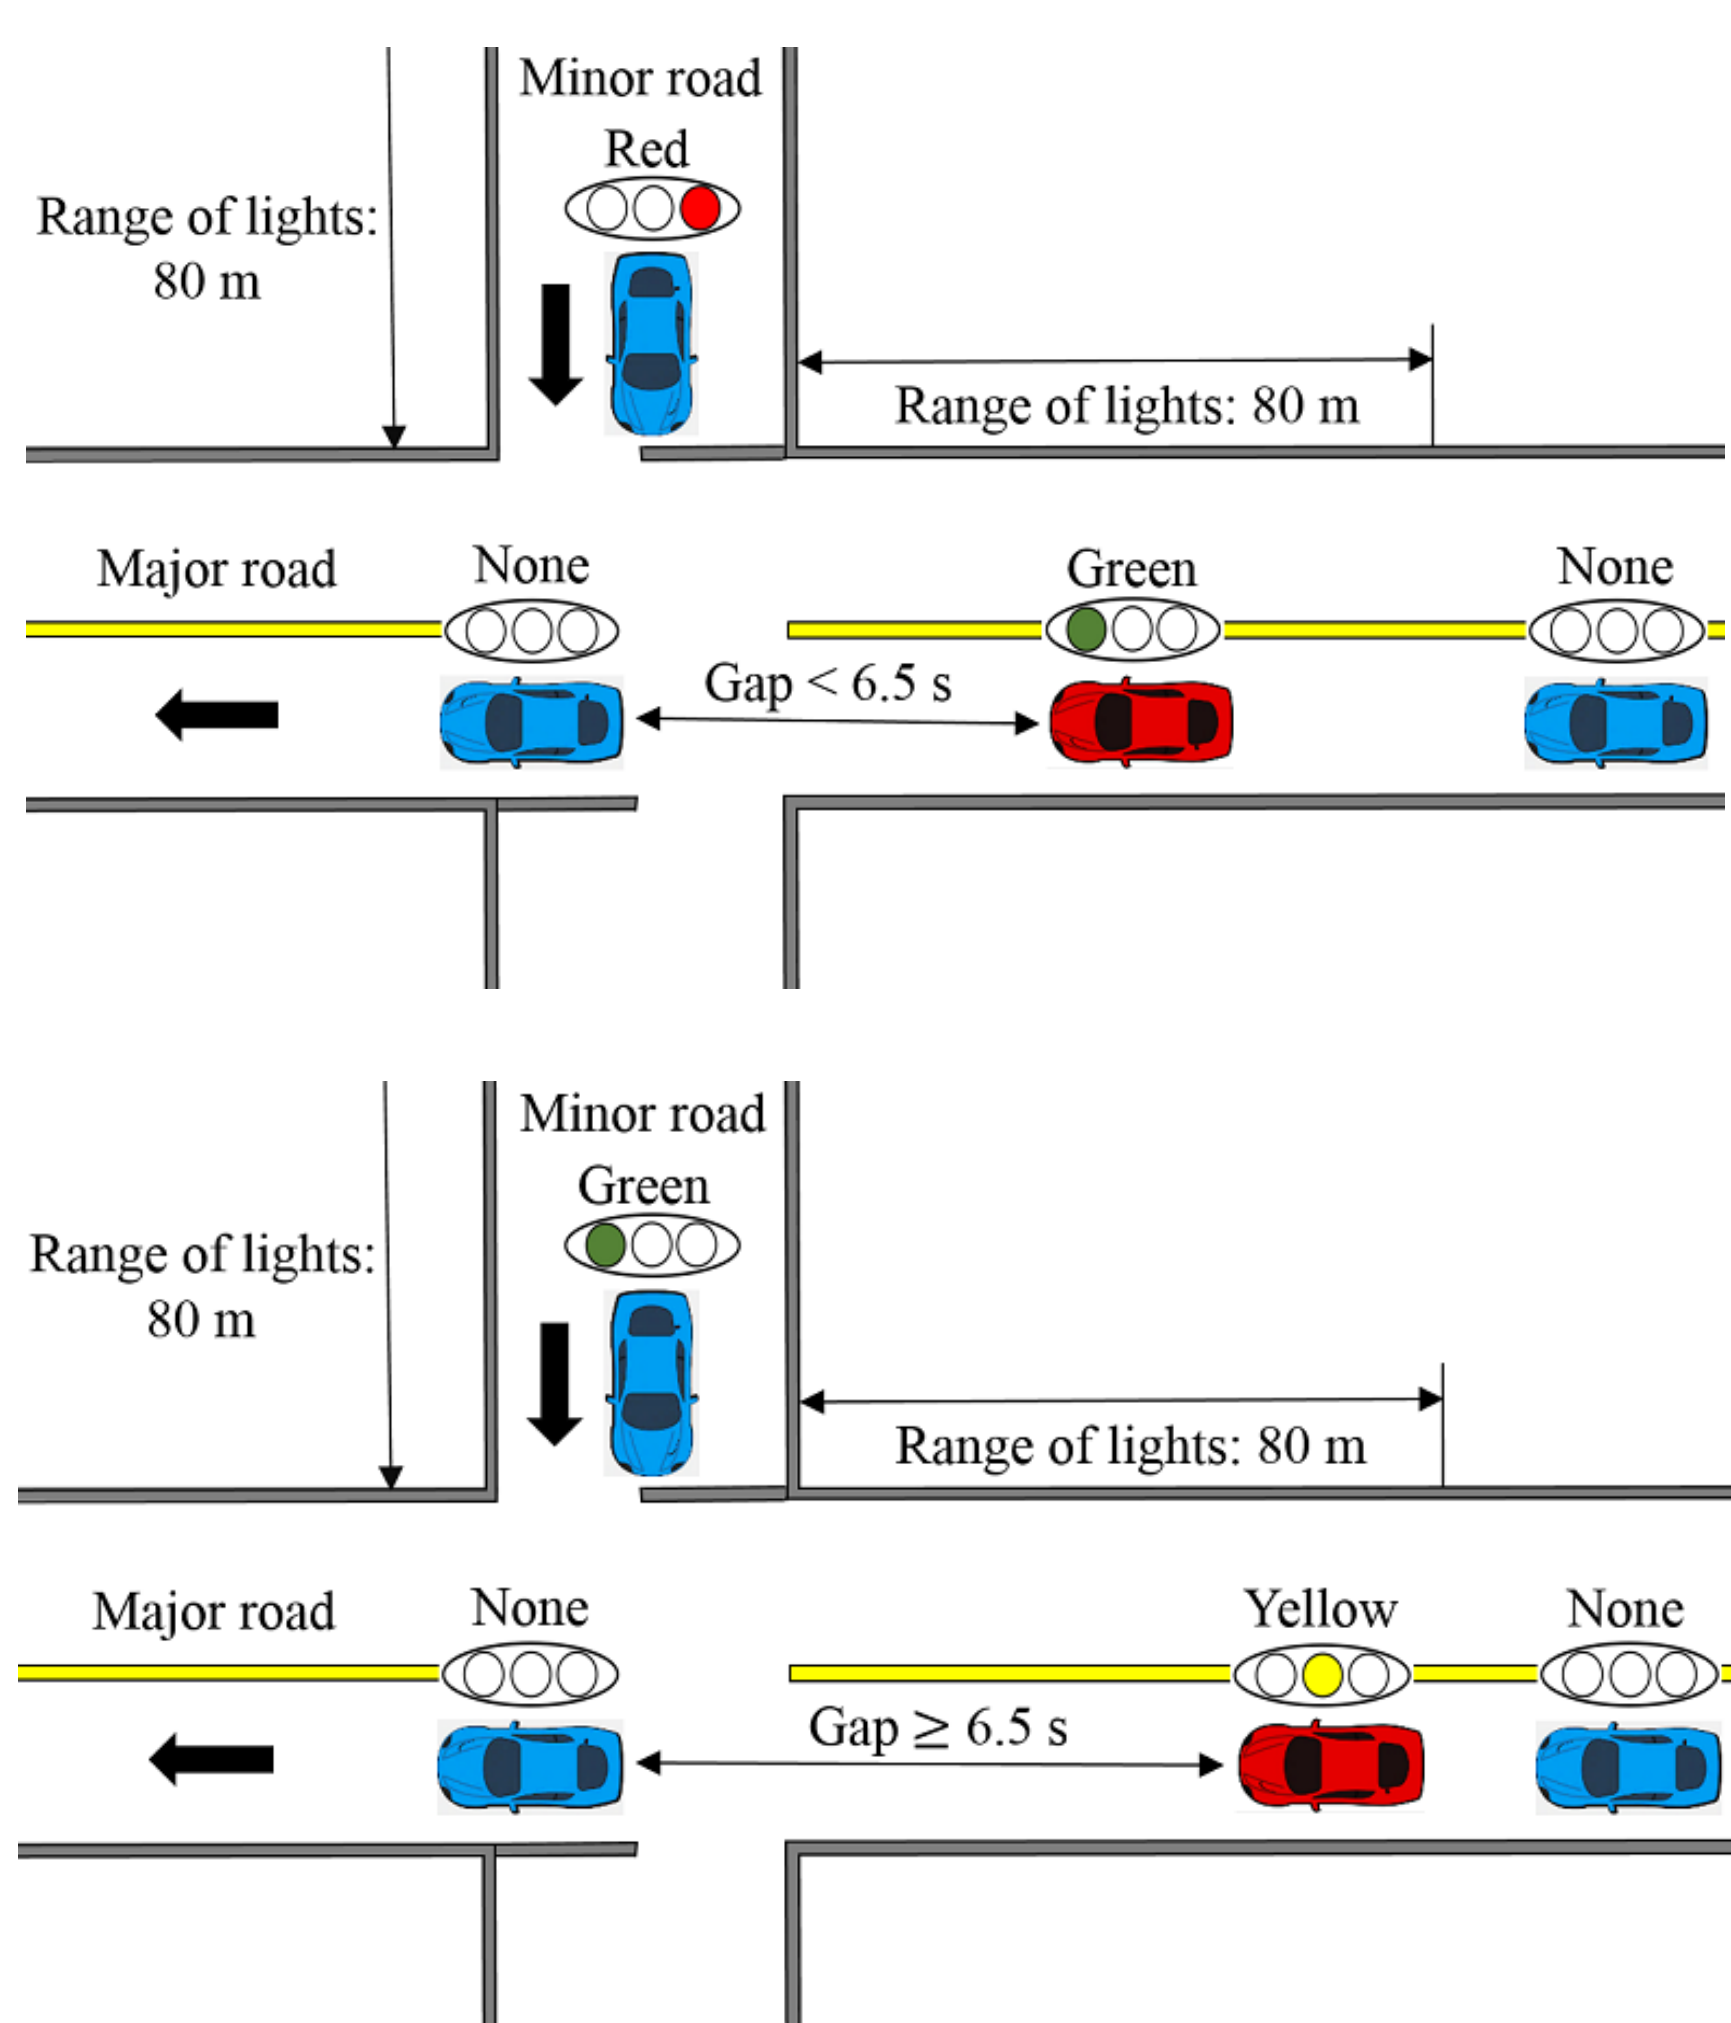 Minor road
Red
Range of lights:
80 m
Range of lights: 80 m
Major road
None
Green
None
Gap < 6.5 s
Minor road
Green
Range of lights:
80 m
Range of lights: 80 m
Major road
None
Yellow
None
Gap ≥ 6.5 s